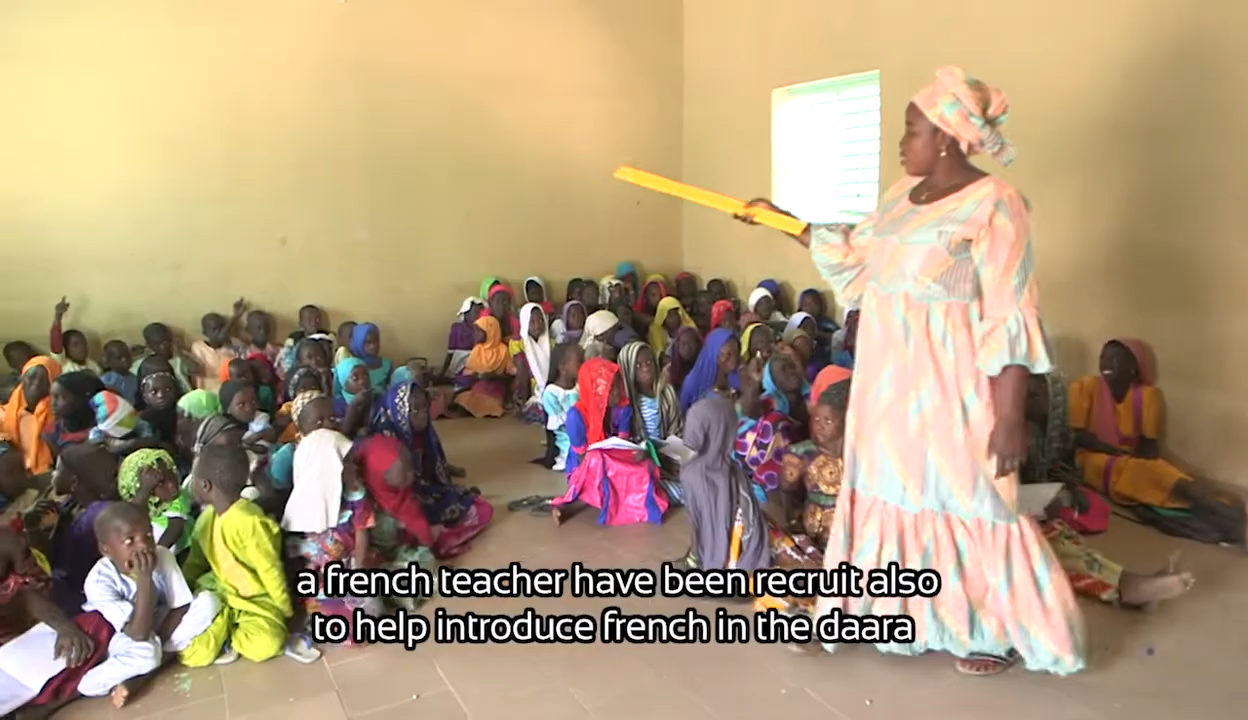 a french teacher have been recruit also
to help introduce french in the daara